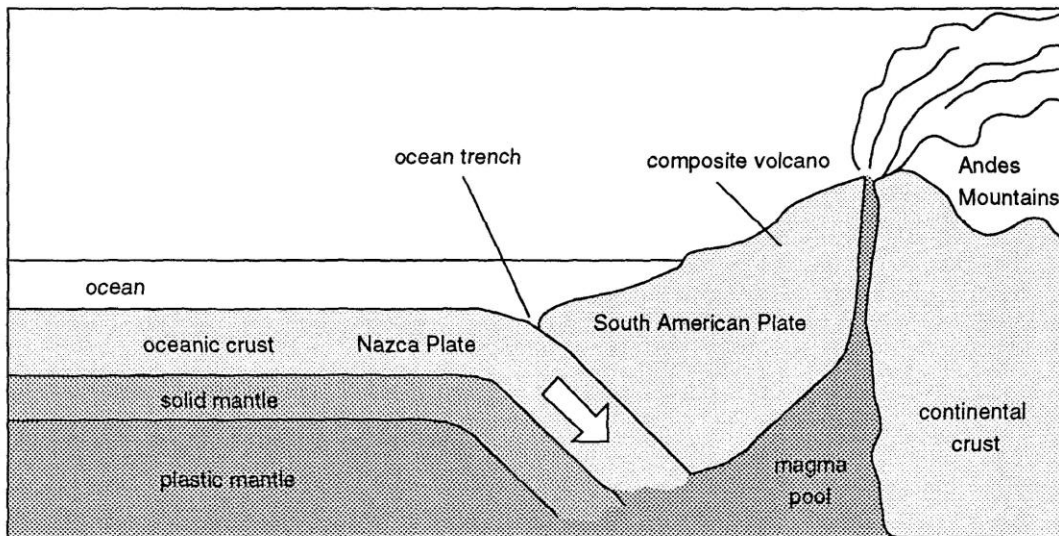 ocean trench
composite volcano
Andes
Mountains
ocean
South American Plate
oceanic crust
Nazca Plate
solid mantle
continental
crust
plastic mantle
magma
pool